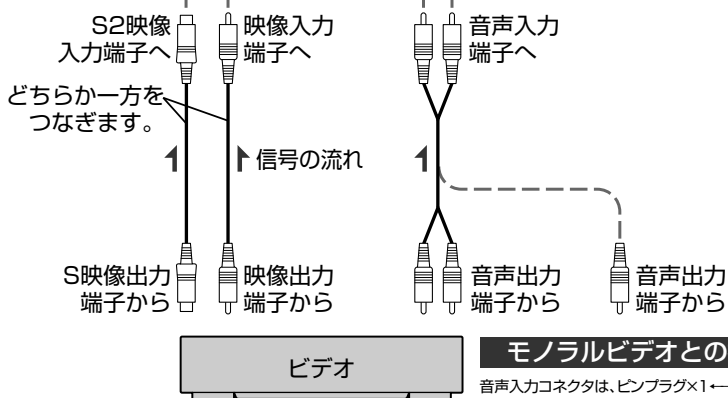 S2映像
入力端子へ
映像入力
端子へ
音声入力
端子へ
どちらか一方を
つなぎます。
信号の流れ
S映像出力
端子から
映像出力
端子から
音声出力
端子から
音声出力
端子から
ビデオ
モノラルビデオとの
音声入力コネクタは、ピンプラグ×1←